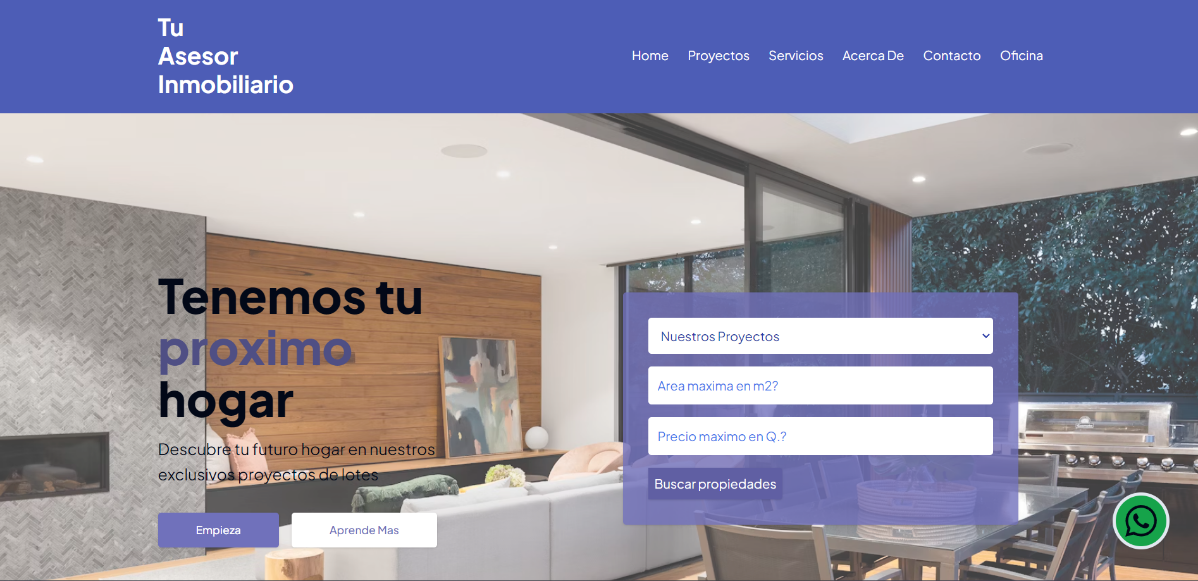 Tu
Asesor
Inmobiliario
Home Proyectos Servicios Acerca De Contacto Oficina
Tenemos tu
proximo
hogar
Descubre tu futuro hogar en nuestros
exclusivos proyectos de lotes
Empieza Aprende Mas
Nuestros Proyectos
Area maxima en m2?
Precio maximo en Q.?
Buscar propiedades